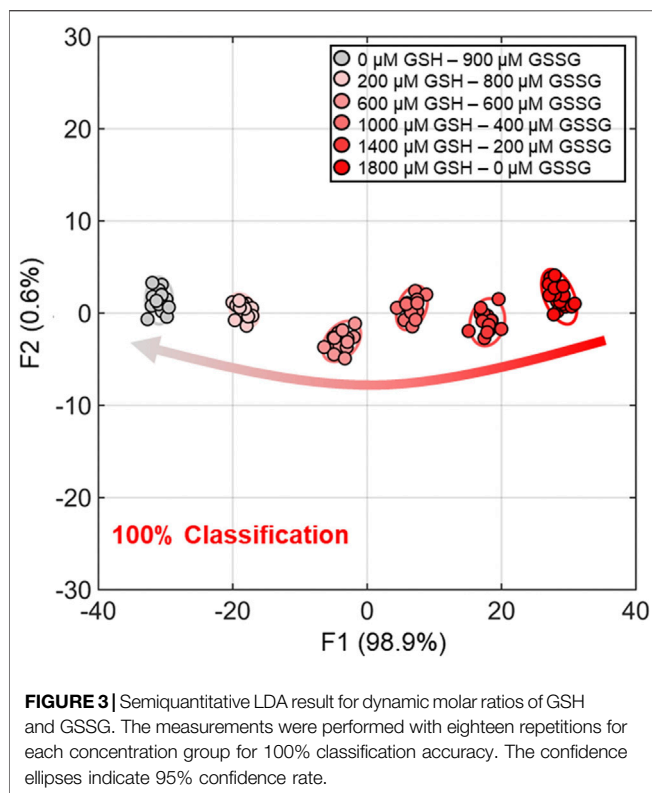 30
20
10
0
-10
-20
-30
F2 (0.6%)
0 µM GSH – 900 µM GSSG
200 µM GSH – 800 µM GSSG
600 µM GSH – 600 µM GSSG
1000 µM GSH – 400 µM GSSG
1400 µM GSH – 200 µM GSSG
1800 µM GSH – 0 µM GSSG
100% Classification
-40 -20 0 20 40
F1 (98.9%)
FIGURE 3 | Semiquantitative LDA result for dynamic molar ratios of GSH
and GSSG. The measurements were performed with eighteen repetitions for
each concentration group for 100% classification accuracy. The confidence
ellipses indicate 95% confidence rate.